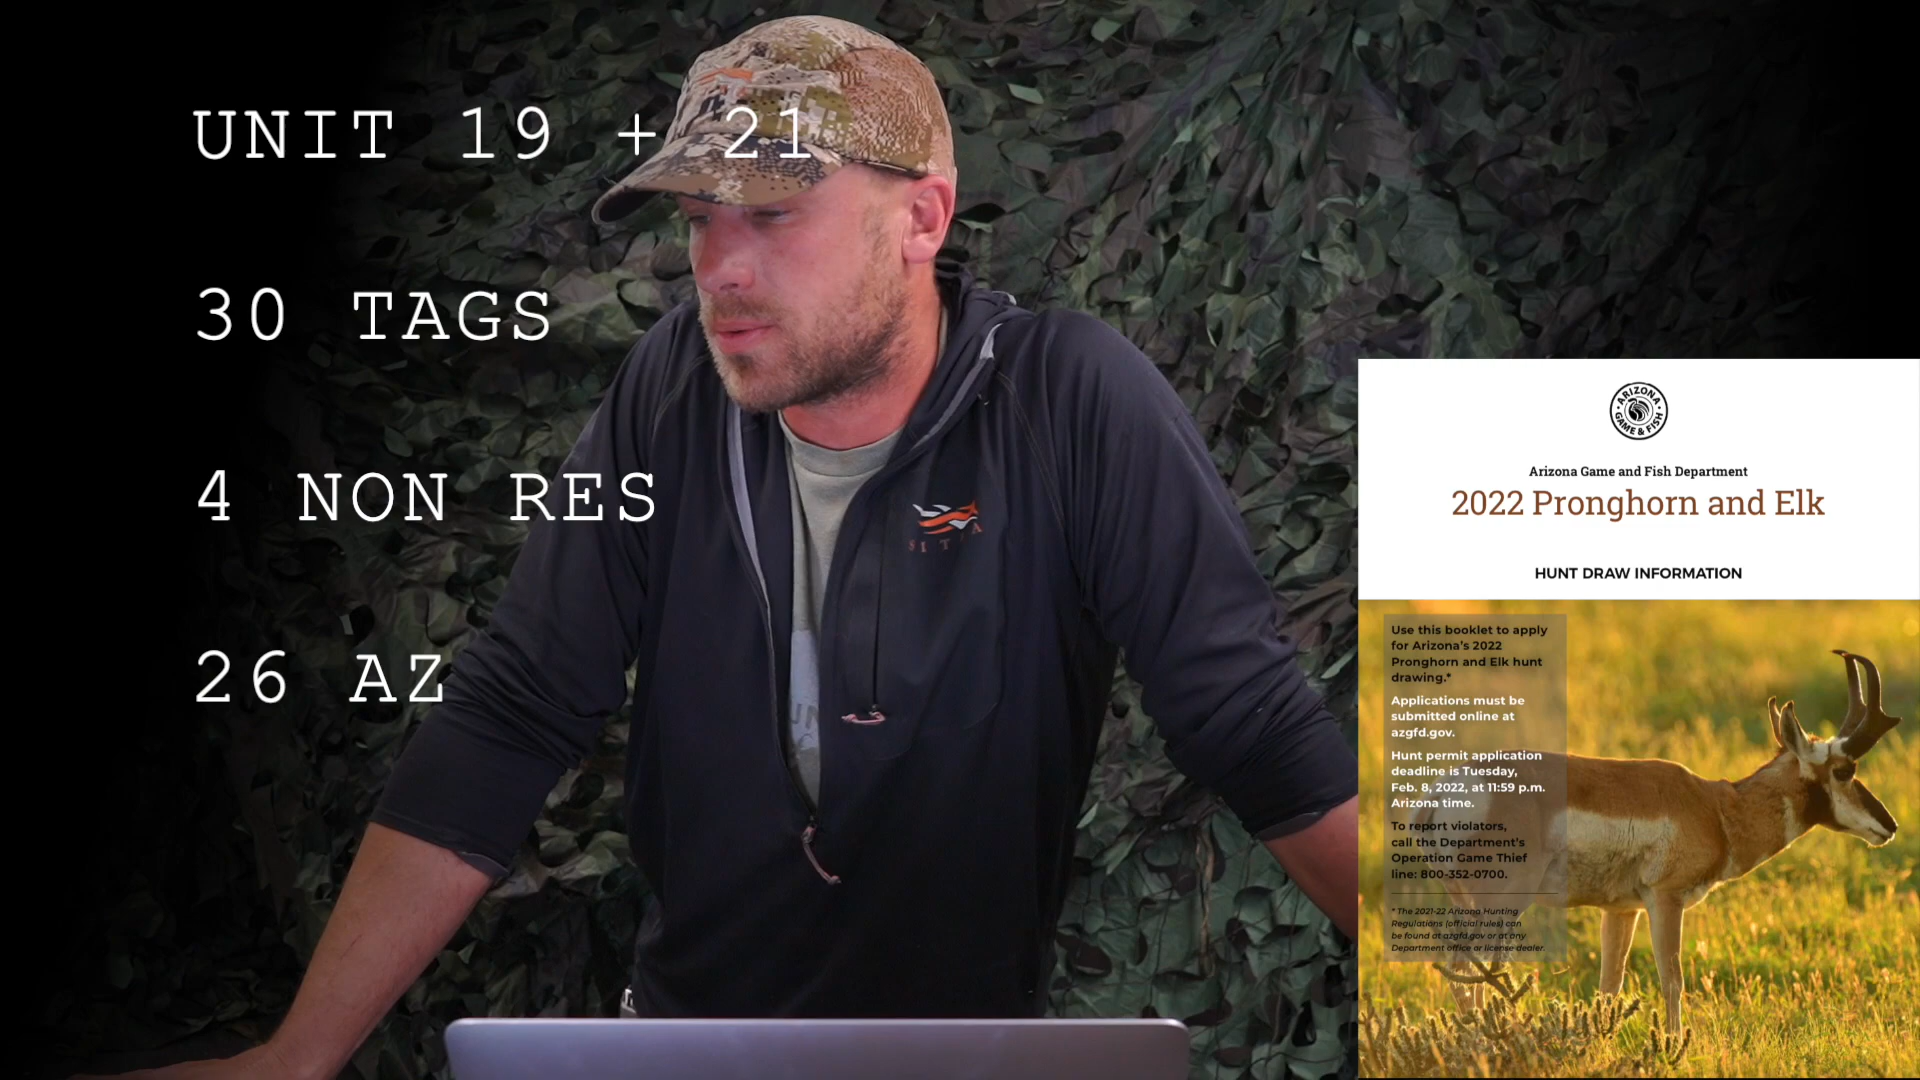 UNIT 19 + 21
30 TAGS
4 NON RES
26 AZ
SITKA
ARIZONA
GAME & FISH
Arizona Game and Fish Department
2022 Pronghorn and Elk
HUNT DRAW INFORMATION
Use this booklet to apply
for Arizona's 2022
Pronghorn and Elk hunt
drawing.*
Applications must be
submitted online at
azgfd.gov.
Hunt permit application
deadline is Tuesday,
Feb. 8, 2022, at 11:59 p.m.
Arizona time.
To report violators,
call the Department's
Operation Game Thief
line: 800-352-0700.
* The 2021-22 Arizona Hunting
Regulations (official rules) can
be found at azgfd.gov or at any
Department office or license dealer.